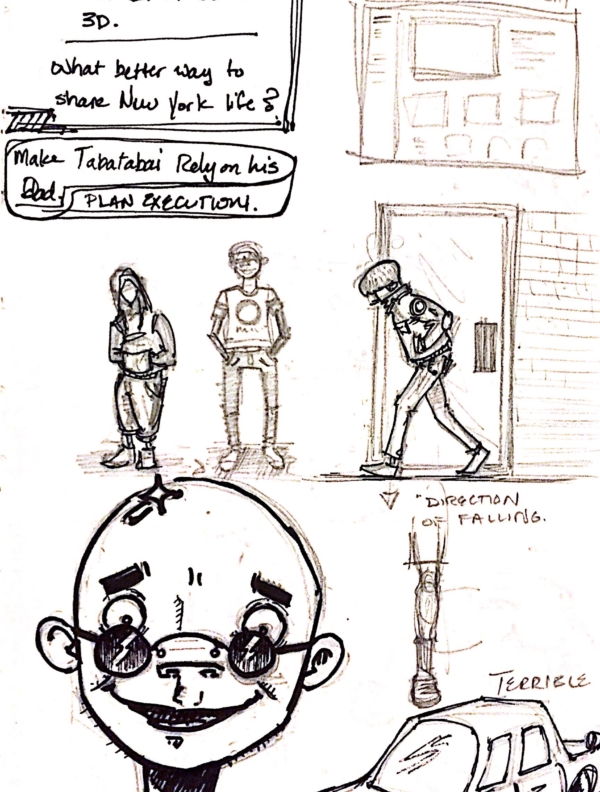 3D.
What better way to
share New York life?
Make Tabatabai Rely on his
Dad.
PLAN EXECUTION.
"DIRECTION
OF FALLING.
TERRIBLE